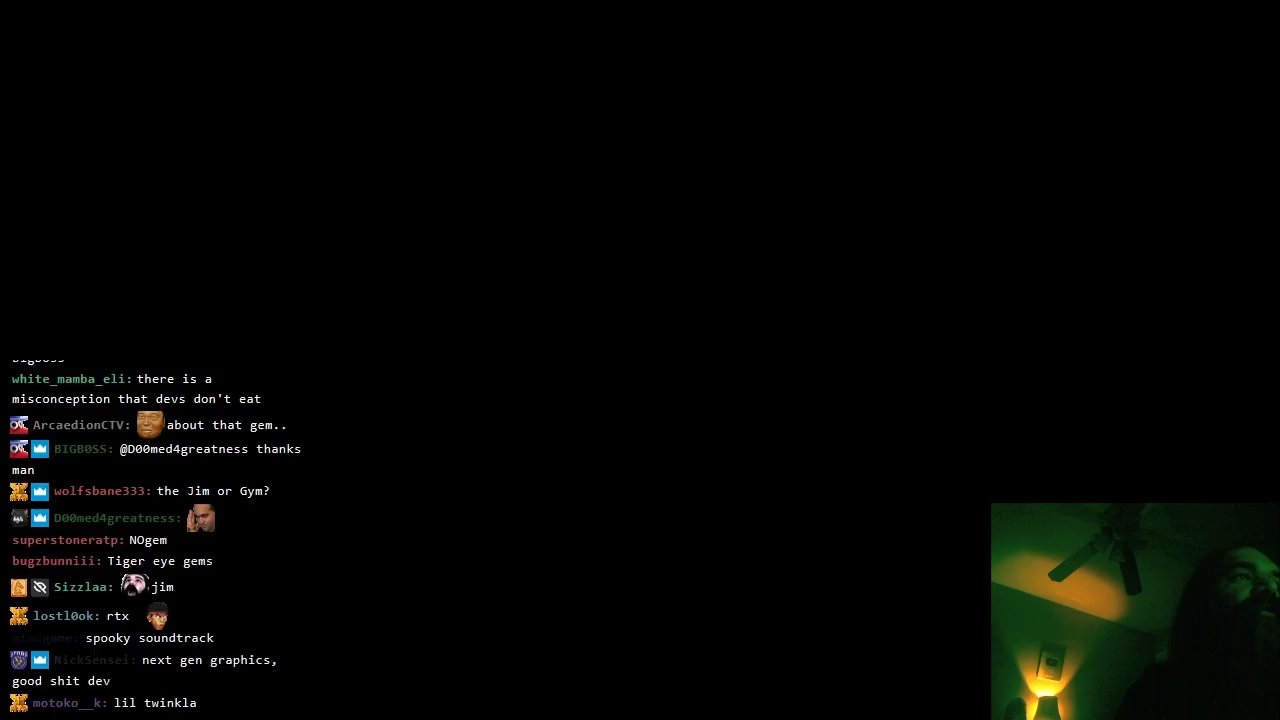 white_mamba_eli: there is a
misconception that devs don't eat
ArcaedionCTV: about that gem..
BIGB0SS: @D00med4greatness thanks
man
wolfsbane333: the Jim or Gym?
D00med4greatness:
superstoneratp: NOgem
bugzbunniii: Tiger eye gems
Sizzlaa: jim
lostl0ok: rtx
mindgame: spooky soundtrack
NickSensei: next gen graphics,
good shit dev
motoko__k: lil twinkla